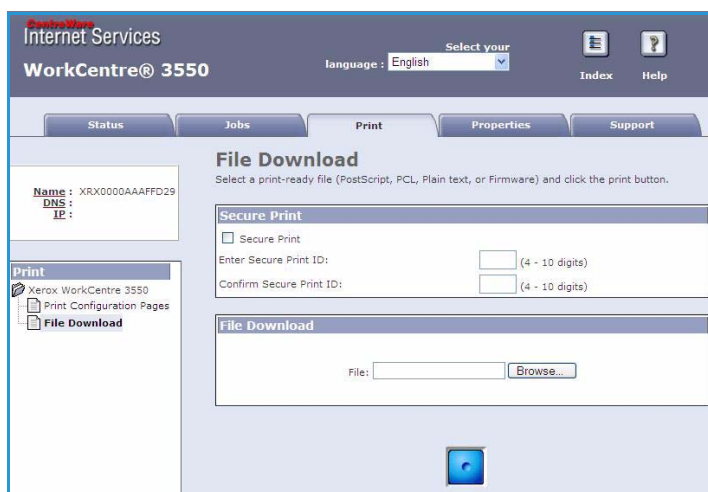 CentreWare
Internet Services
WorkCentre® 3550
Select your
language : English
Index
Help
Status
Jobs
Print
Properties
Support
Name : XRX0000AAAFFD29
DNS :
IP :
Print
Xerox WorkCentre 3550
Print Configuration Pages
File Download
File Download
Select a print-ready file (PostScript, PCL, Plain text, or Firmware) and click the print button.
Secure Print
Secure Print
Enter Secure Print ID: (4 - 10 digits)
Confirm Secure Print ID: (4 - 10 digits)
File Download
File: Browse...